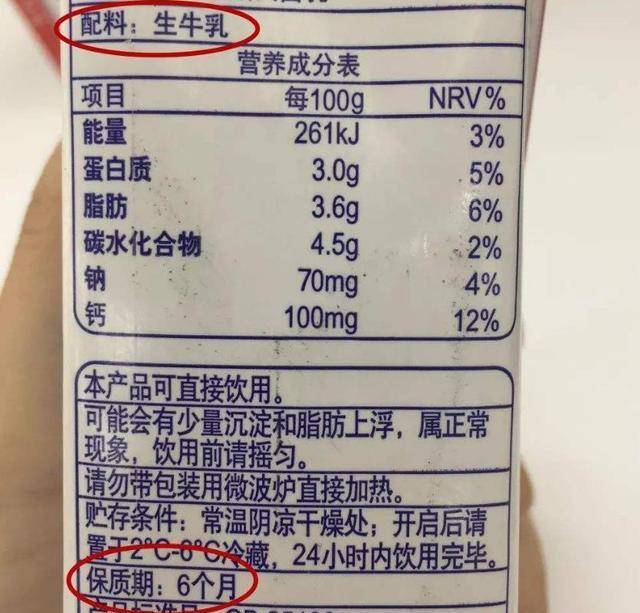 配料：生牛乳
营养成分表
项目 每100g NRV%
能量 261kJ 3%
蛋白质 3.0g 5%
脂肪 3.6g 6%
碳水化合物 4.5g 2%
钠 70mg 4%
钙 100mg 12%
本产品可直接饮用。
可能会有少量沉淀和脂肪上浮，属正常
现象，饮用前请摇匀。
请勿带包装用微波炉直接加热。
贮存条件：常温阴凉干燥处；开启后请
置于2°C-6°C冷藏，24小时内饮用完毕。
保质期：6个月